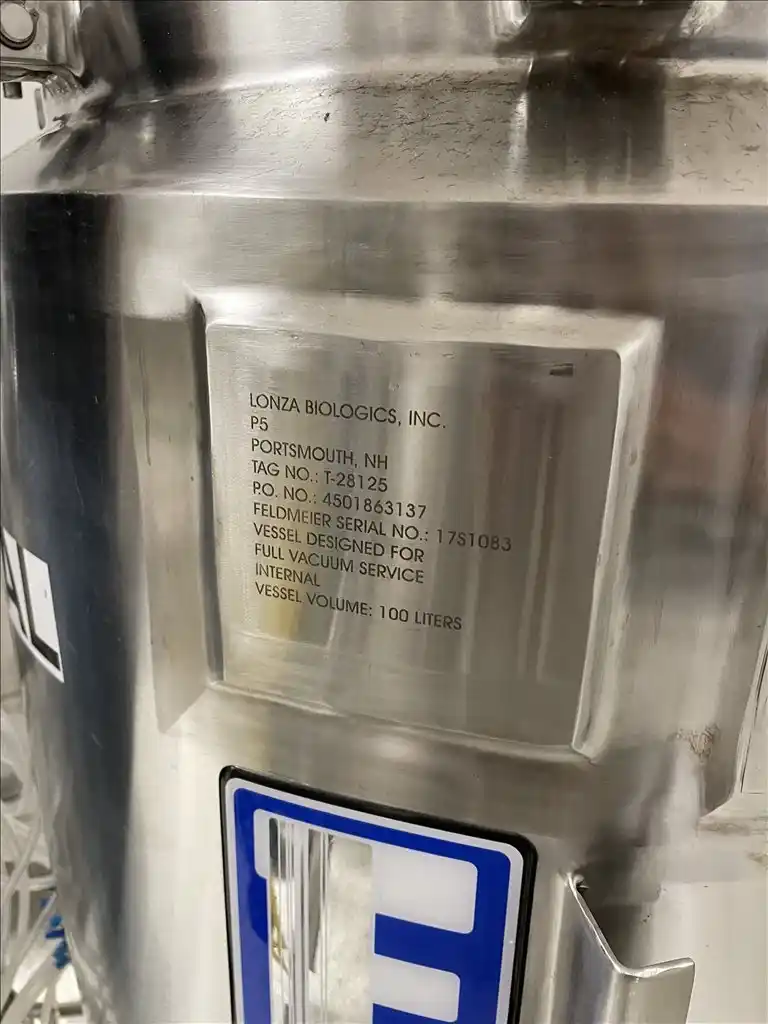 LONZA BIOLOGICS, INC.
P5
PORTSMOUTH, NH
TAG NO.: T-28125
P.O. NO.: 4501863137
FELDMEIER SERIAL NO.: 17S1083
VESSEL DESIGNED FOR
FULL VACUUM SERVICE
INTERNAL
VESSEL VOLUME: 100 LITERS